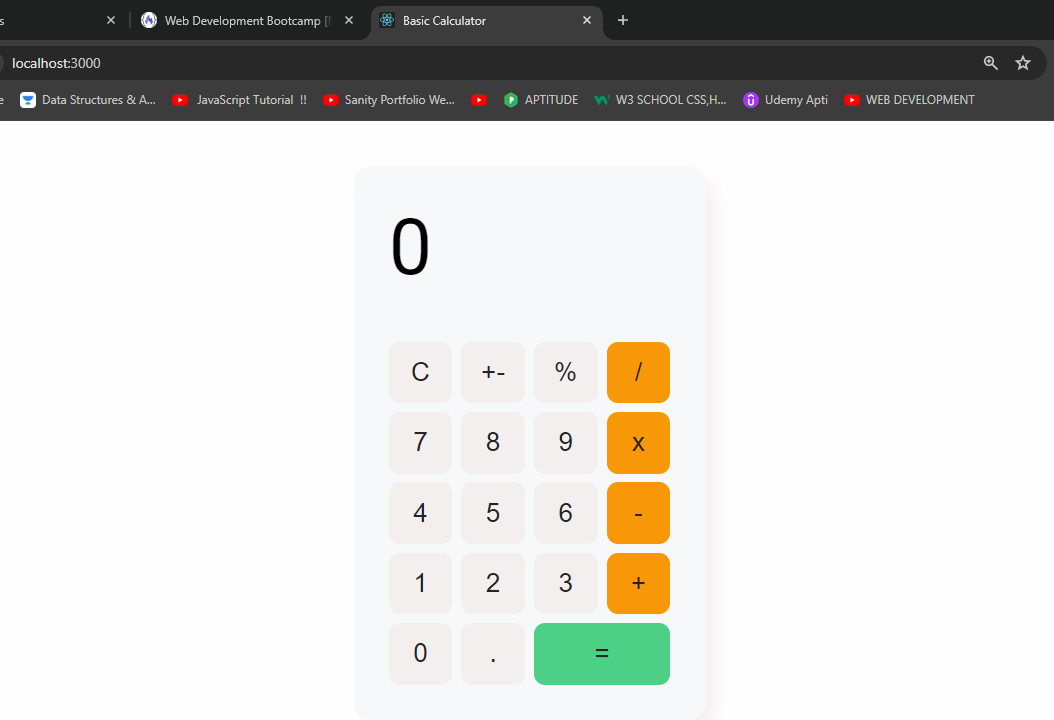 s Web Development Bootcamp [ Basic Calculator
localhost:3000
e Data Structures & A... JavaScript Tutorial !! Sanity Portfolio We... APTITUDE W3 SCHOOL CSS,H... Udemy Apti WEB DEVELOPMENT
0
C +- % /
7 8 9 x
4 5 6 -
1 2 3 +
0 . =